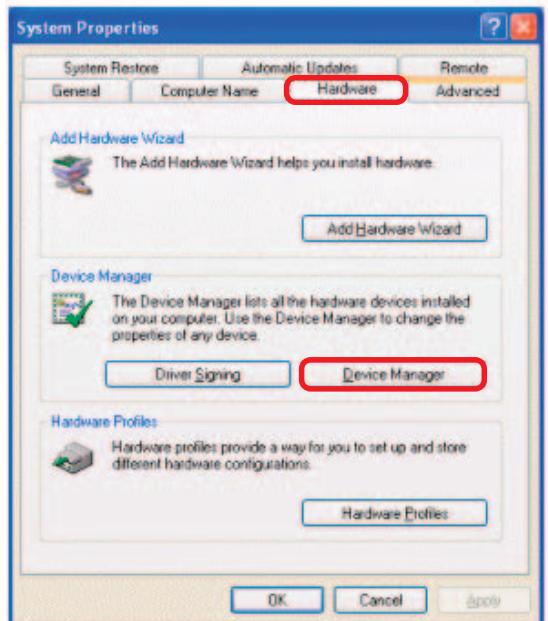 System Properties
System Restore Automatic Updates Remote
General Computer Name Hardware Advanced
Add Hardware Wizard
The Add Hardware Wizard helps you install hardware.
Add Hardware Wizard
Device Manager
The Device Manager lists all the hardware devices installed
on your computer. Use the Device Manager to change the
properties of any device.
Driver Signing Device Manager
Hardware Profiles
Hardware profiles provide a way for you to set up and store
different hardware configurations.
Hardware Profiles
OK Cancel Apply